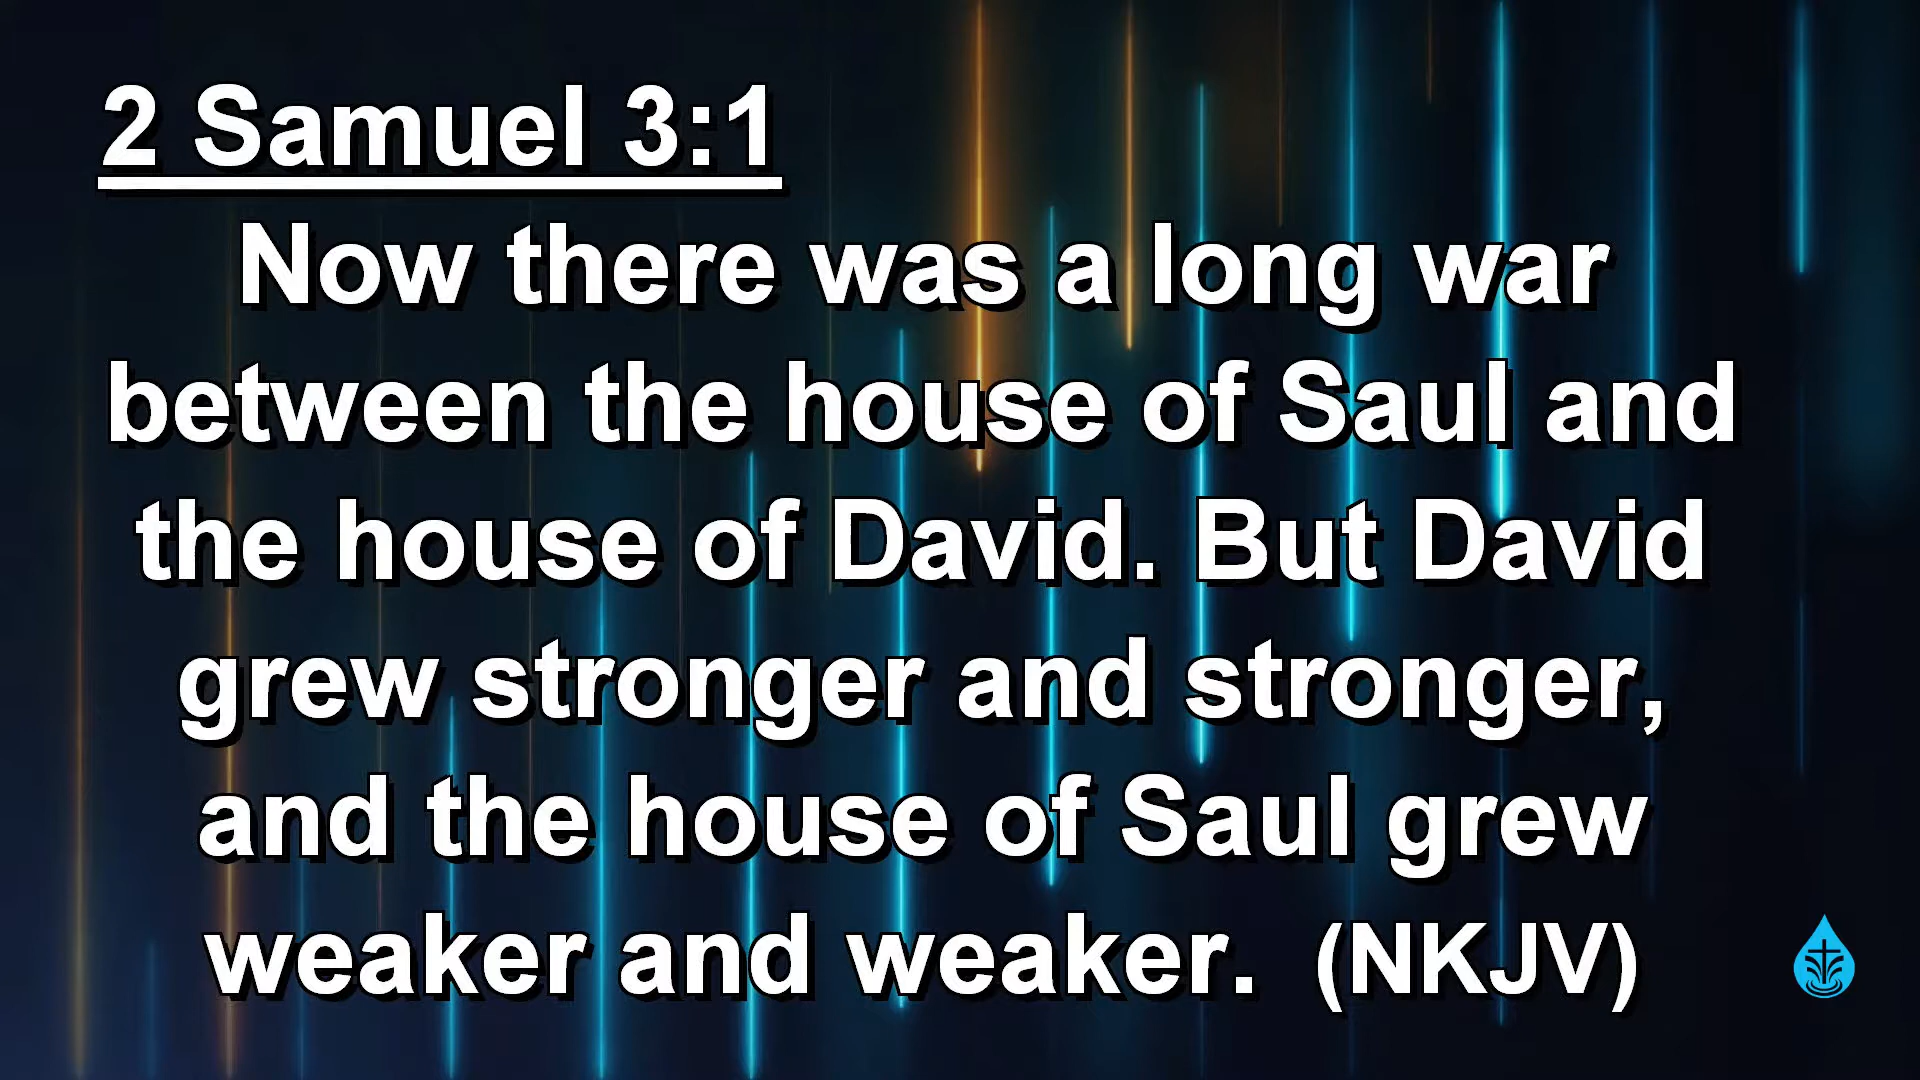 2 Samuel 3:1
Now there was a long war
between the house of Saul and
the house of David. But David
grew stronger and stronger,
and the house of Saul grew
weaker and weaker. (NKJV)